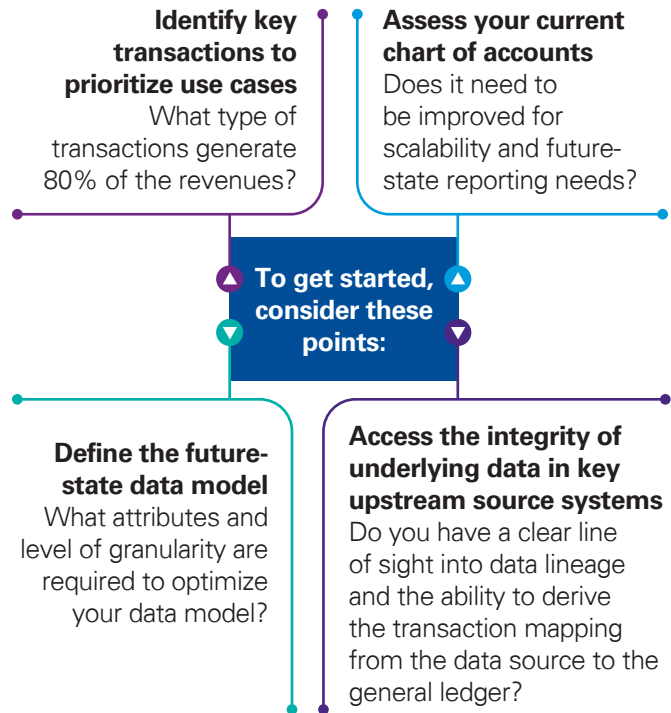 Identify key
transactions to
prioritize use cases
What type of
transactions generate
80% of the revenues?
Assess your current
chart of accounts
Does it need to
be improved for
scalability and future-
state reporting needs?
To get started,
consider these
points:
Define the future-
state data model
What attributes and
level of granularity are
required to optimize
your data model?
Access the integrity of
underlying data in key
upstream source systems
Do you have a clear line
of sight into data lineage
and the ability to derive
the transaction mapping
from the data source to the
general ledger?